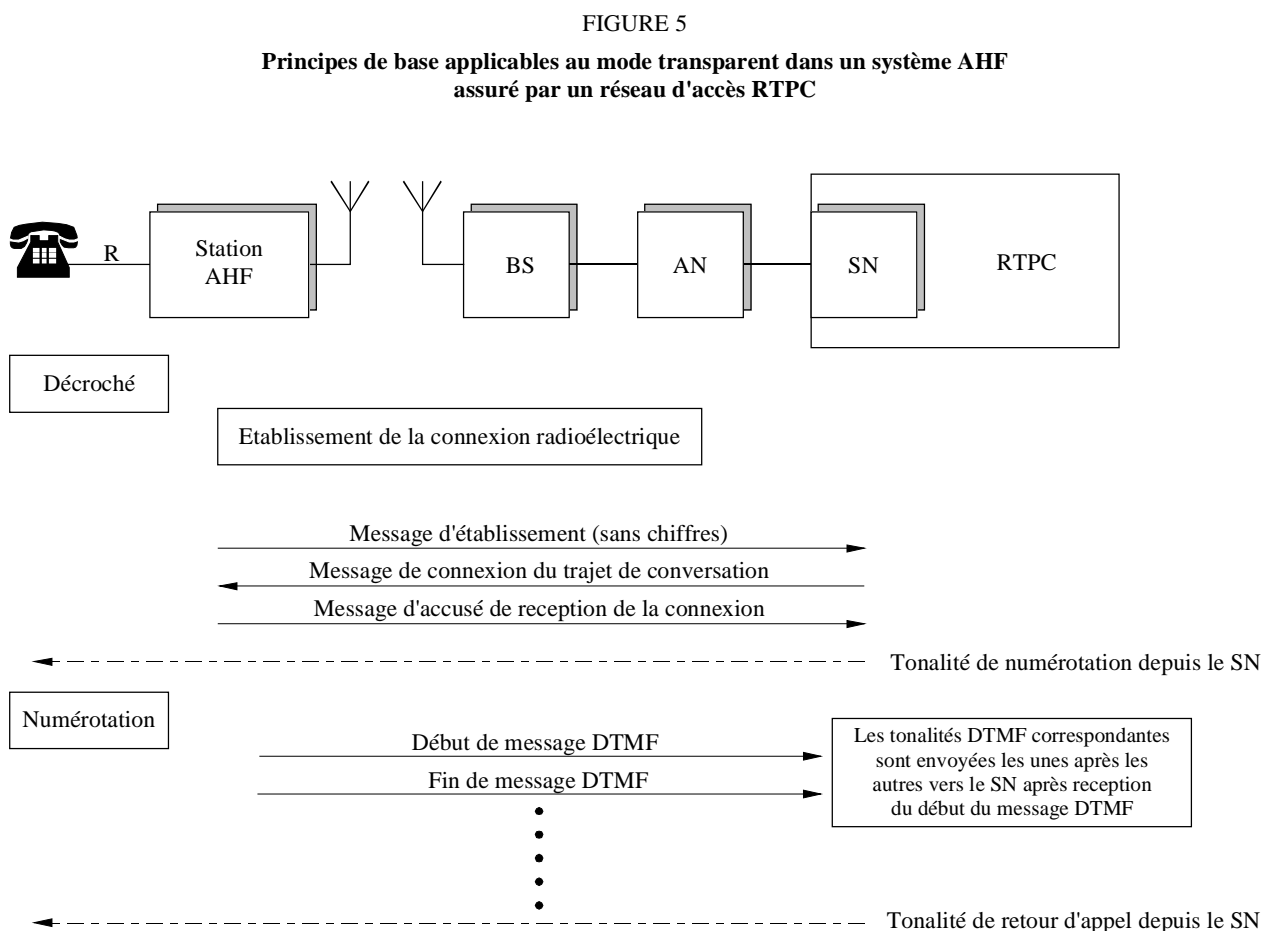 FIGURE 5
Principes de base applicables au mode transparent dans un système AHF
assuré par un réseau d'accès RTPC
R
Station
AHF
BS
AN
SN
RTPC
Décroché
Etablissement de la connexion radioélectrique
Message d'établissement (sans chiffres)
Message de connexion du trajet de conversation
Message d'accusé de reception de la connexion
Tonalité de numérotation depuis le SN
Numérotation
Début de message DTMF
Fin de message DTMF
Les tonalités DTMF correspondantes
sont envoyées les unes après les
autres vers le SN après reception
du début du message DTMF
Tonalité de retour d'appel depuis le SN